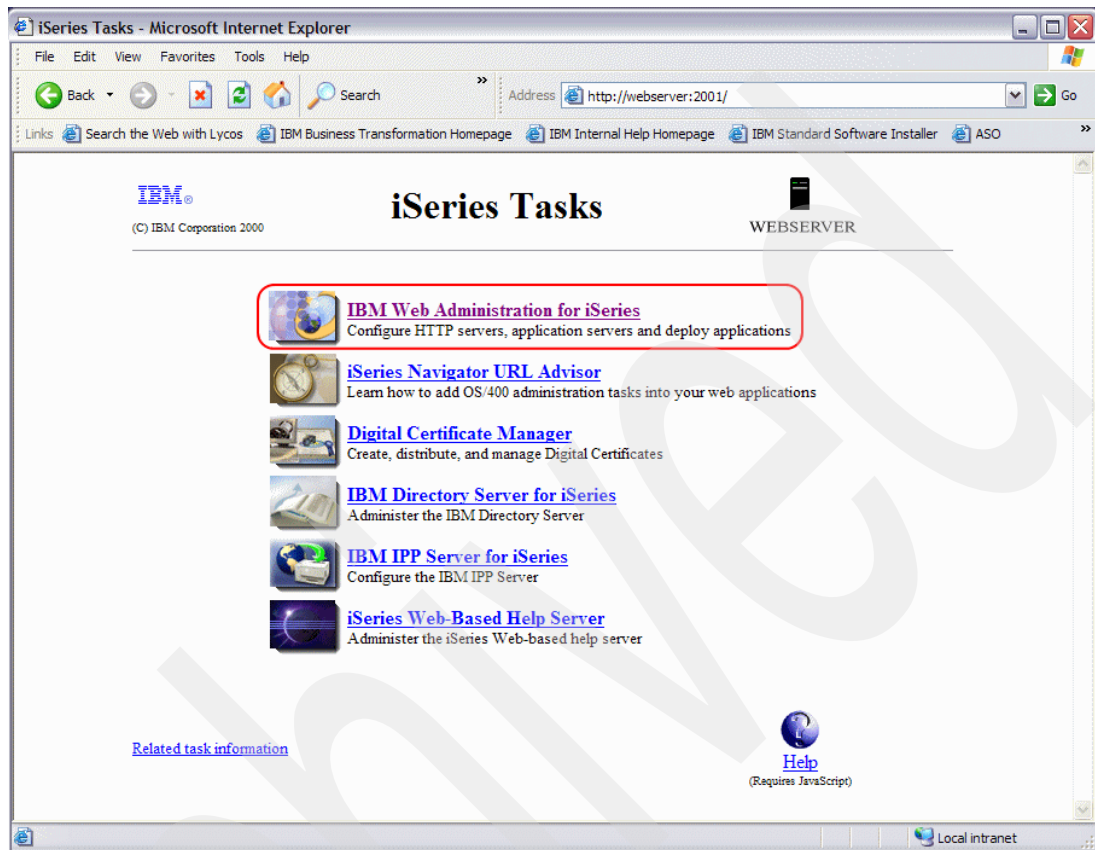 iSeries Tasks - Microsoft Internet Explorer
File Edit View Favorites Tools Help
Back Search » Address http://webserver:2001/ Go
Links Search the Web with Lycos IBM Business Transformation Homepage IBM Internal Help Homepage IBM Standard Software Installer ASO »
IBM®
(C) IBM Corporation 2000
iSeries Tasks
WEBSERVER
IBM Web Administration for iSeries
Configure HTTP servers, application servers and deploy applications
iSeries Navigator URL Advisor
Learn how to add OS/400 administration tasks into your web applications
Digital Certificate Manager
Create, distribute, and manage Digital Certificates
IBM Directory Server for iSeries
Administer the IBM Directory Server
IBM IPP Server for iSeries
Configure the IBM IPP Server
iSeries Web-Based Help Server
Administer the iSeries Web-based help server
Related task information
Help
(Requires JavaScript)
Local intranet